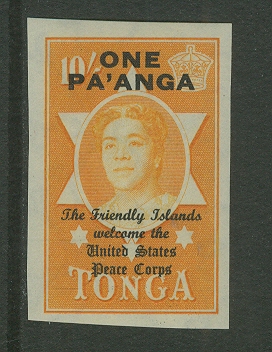 10/-
ONE
PA'ANGA
The Friendly Islands
welcome the
United States
Peace Corps
TONGA